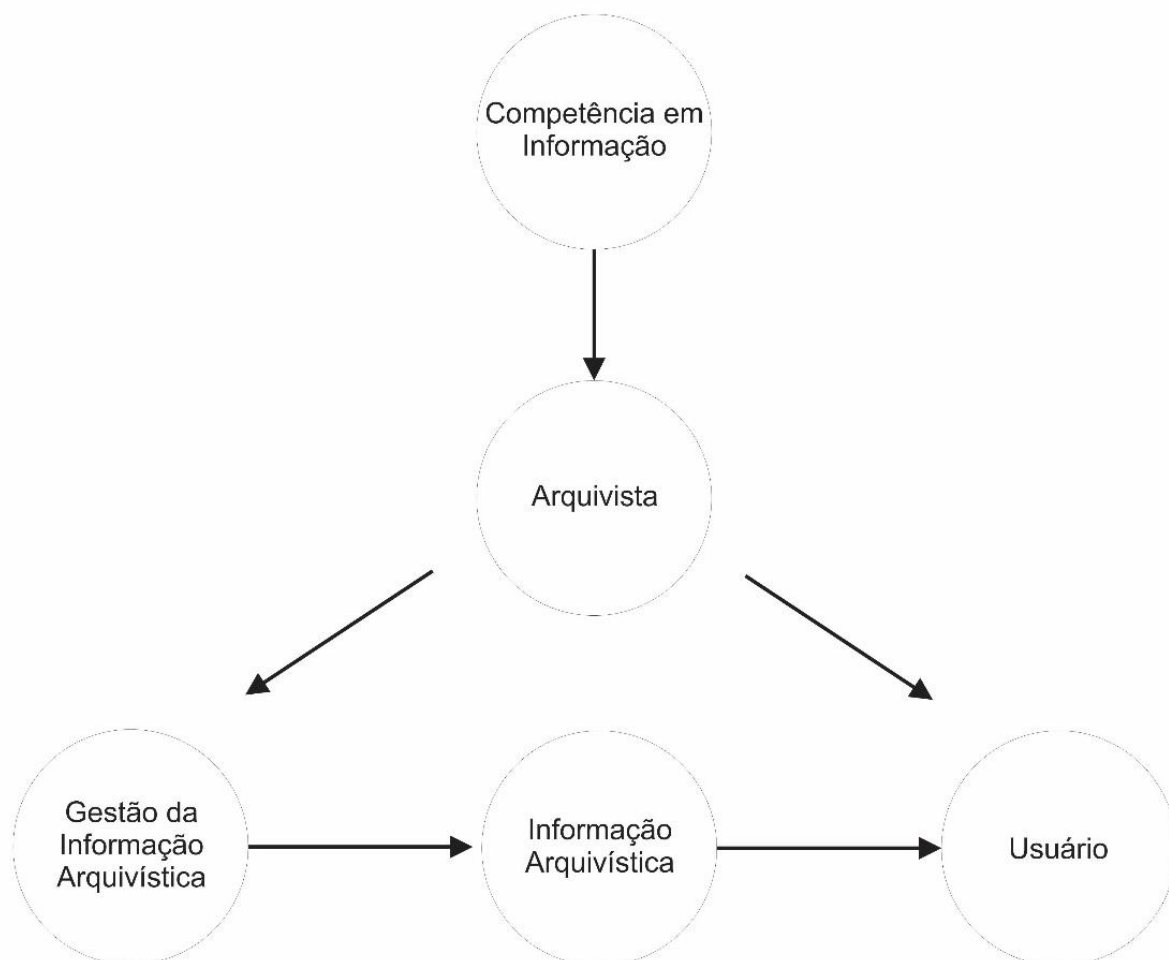 Competência em
Informação
Arquivista
Gestão da
Informação
Arquivística
Informação
Arquivística
Usuário